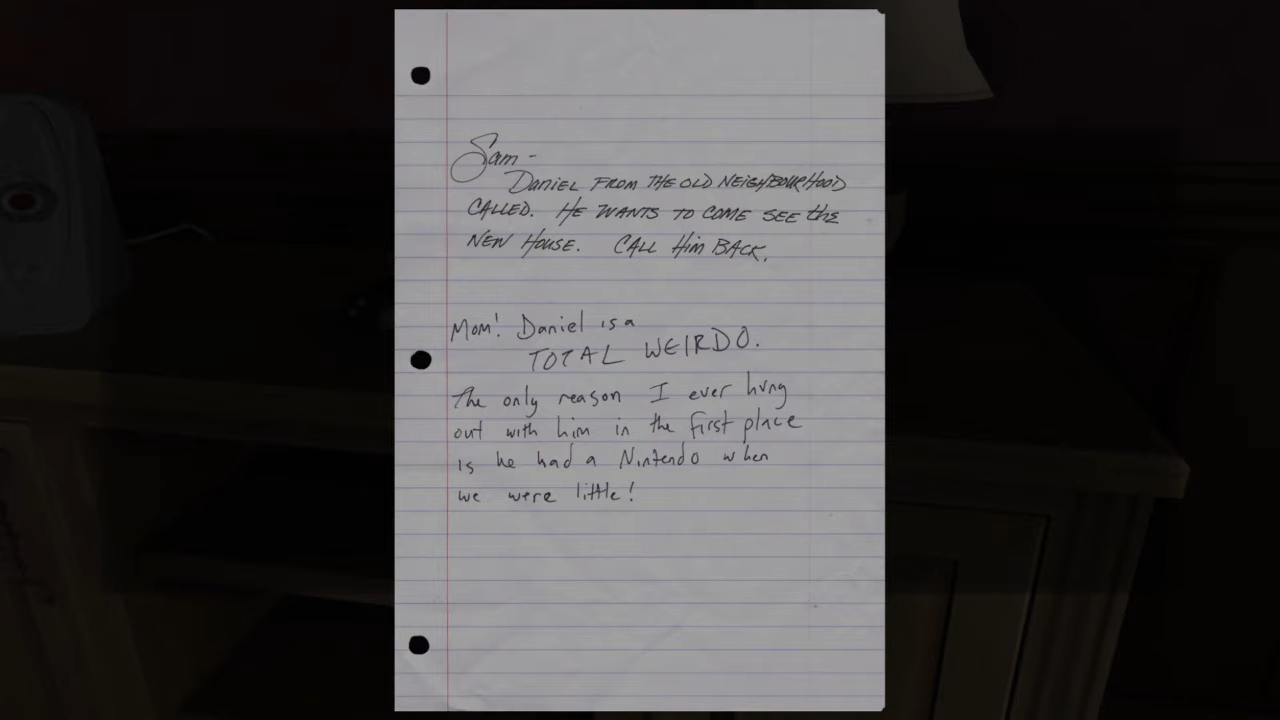 Sam -
DANIEL FROM THE OLD NEIGHBOURHOOD
CALLED. HE WANTS TO COME SEE the
NEW HOUSE. CALL HIM BACK.
Mom! Daniel is a
TOTAL WEIRDO.
The only reason I ever hung
out with him in the first place
is he had a Nintendo when
we were little!